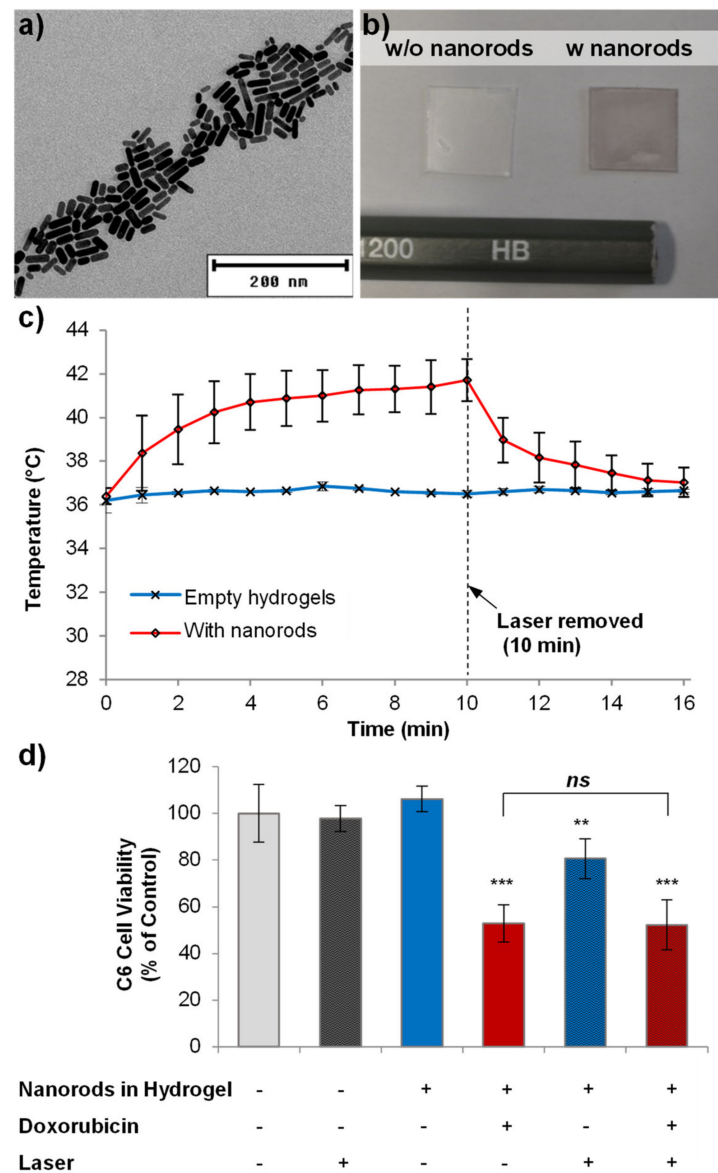 a)
200 nm
b)
w/o nanorods w nanorods
1200 HB
c)
44
42
40
38
36
34
32
30
28
Temperature (°C)
Empty hydrogels
With nanorods
Laser removed
(10 min)
0 2 4 6 8 10 12 14 16
Time (min)
d)
120
100
80
60
40
20
0
C6 Cell Viability
(% of Control)
ns
*** ** ***
Nanorods in Hydrogel - - + + + +
Doxorubicin - - - + - +
Laser - + - - + +